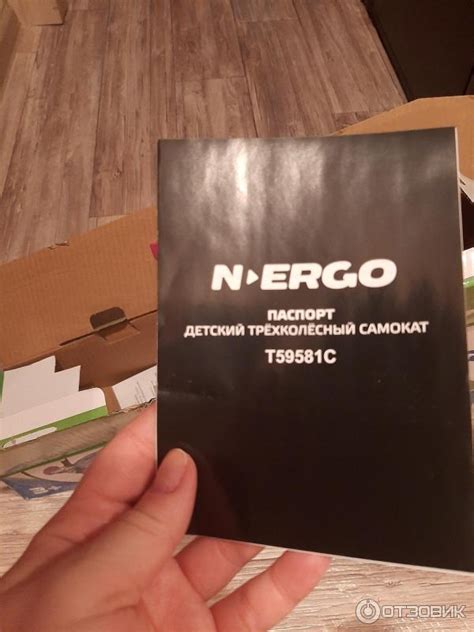 N▶ERGO
ПАСПОРТ
ДЕТСКИЙ ТРЁХКОЛЁСНЫЙ САМОКАТ
T59581C
ОТЗОВИК